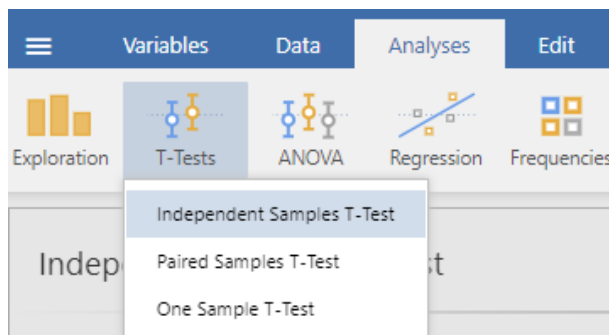 Variables Data Analyses Edit
Exploration T-Tests ANOVA Regression Frequencies
Independent Samples T-Test
Indep st
Paired Samples T-Test
One Sample T-Test